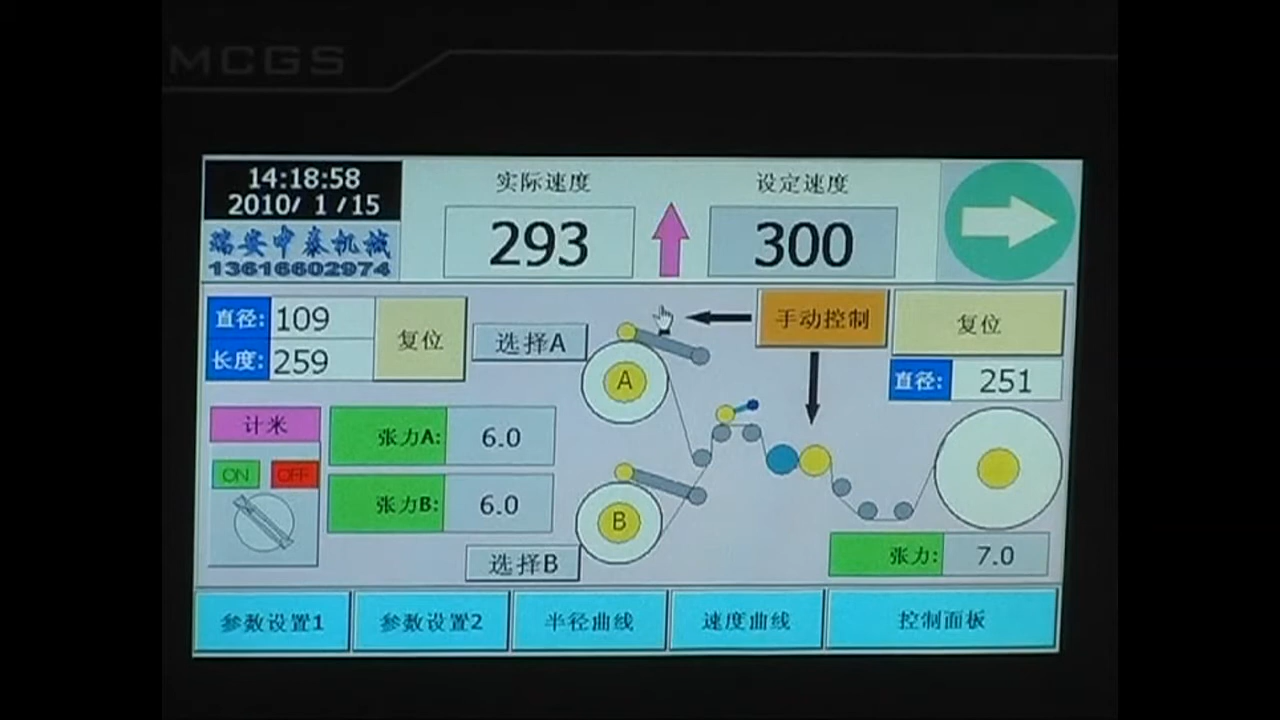 MCGS
14:18:58
2010/ 1 /15
瑞安中泰机械
13616602974
实际速度
293
设定速度
300
直径: 109
长度: 259
复位
选择A
手动控制
复位
直径: 251
A
计米
ON
OFF
张力A: 6.0
张力B: 6.0
B
选择B
张力: 7.0
参数设置1
参数设置2
半径曲线
速度曲线
控制面板